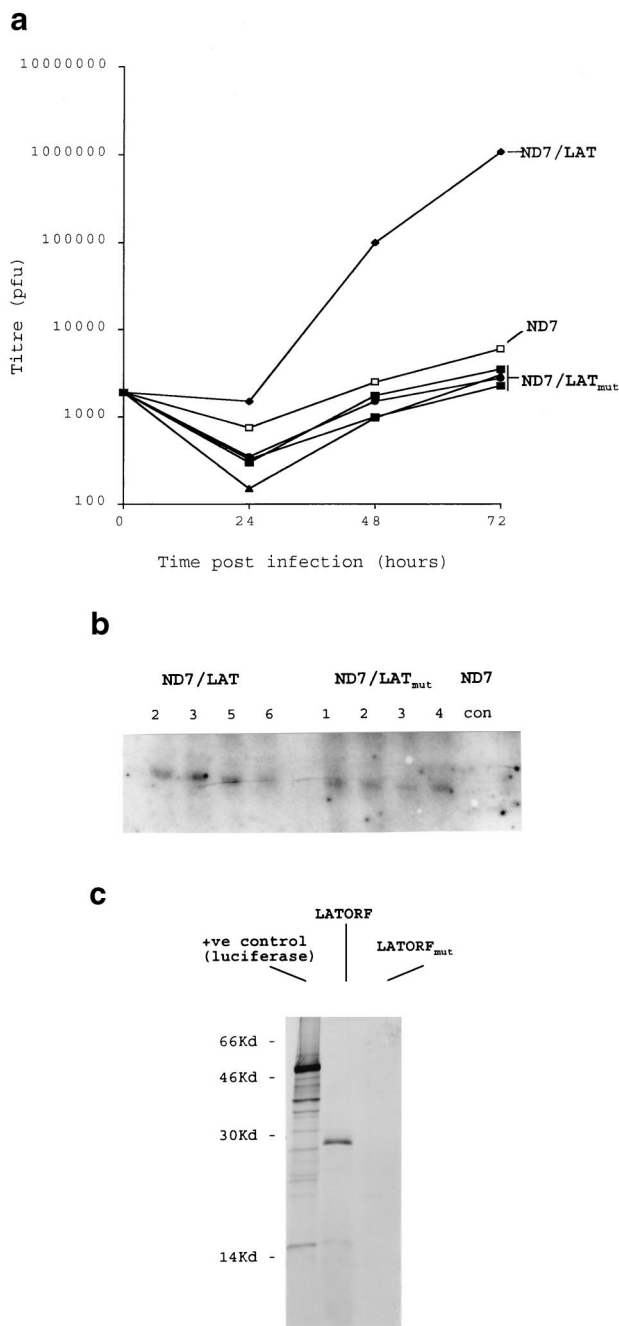 a
10000000
1000000
100000
10000
1000
100
Titre (pfu)
0 24 48 72
Time post infection (hours)
ND7/LAT
ND7
ND7/LATmut
b
ND7/LAT ND7/LATmut ND7
2 3 5 6 1 2 3 4 con
c
LATORF
+ve control
(luciferase)
LATORFmut
66Kd -
46Kd -
30Kd -
14Kd -